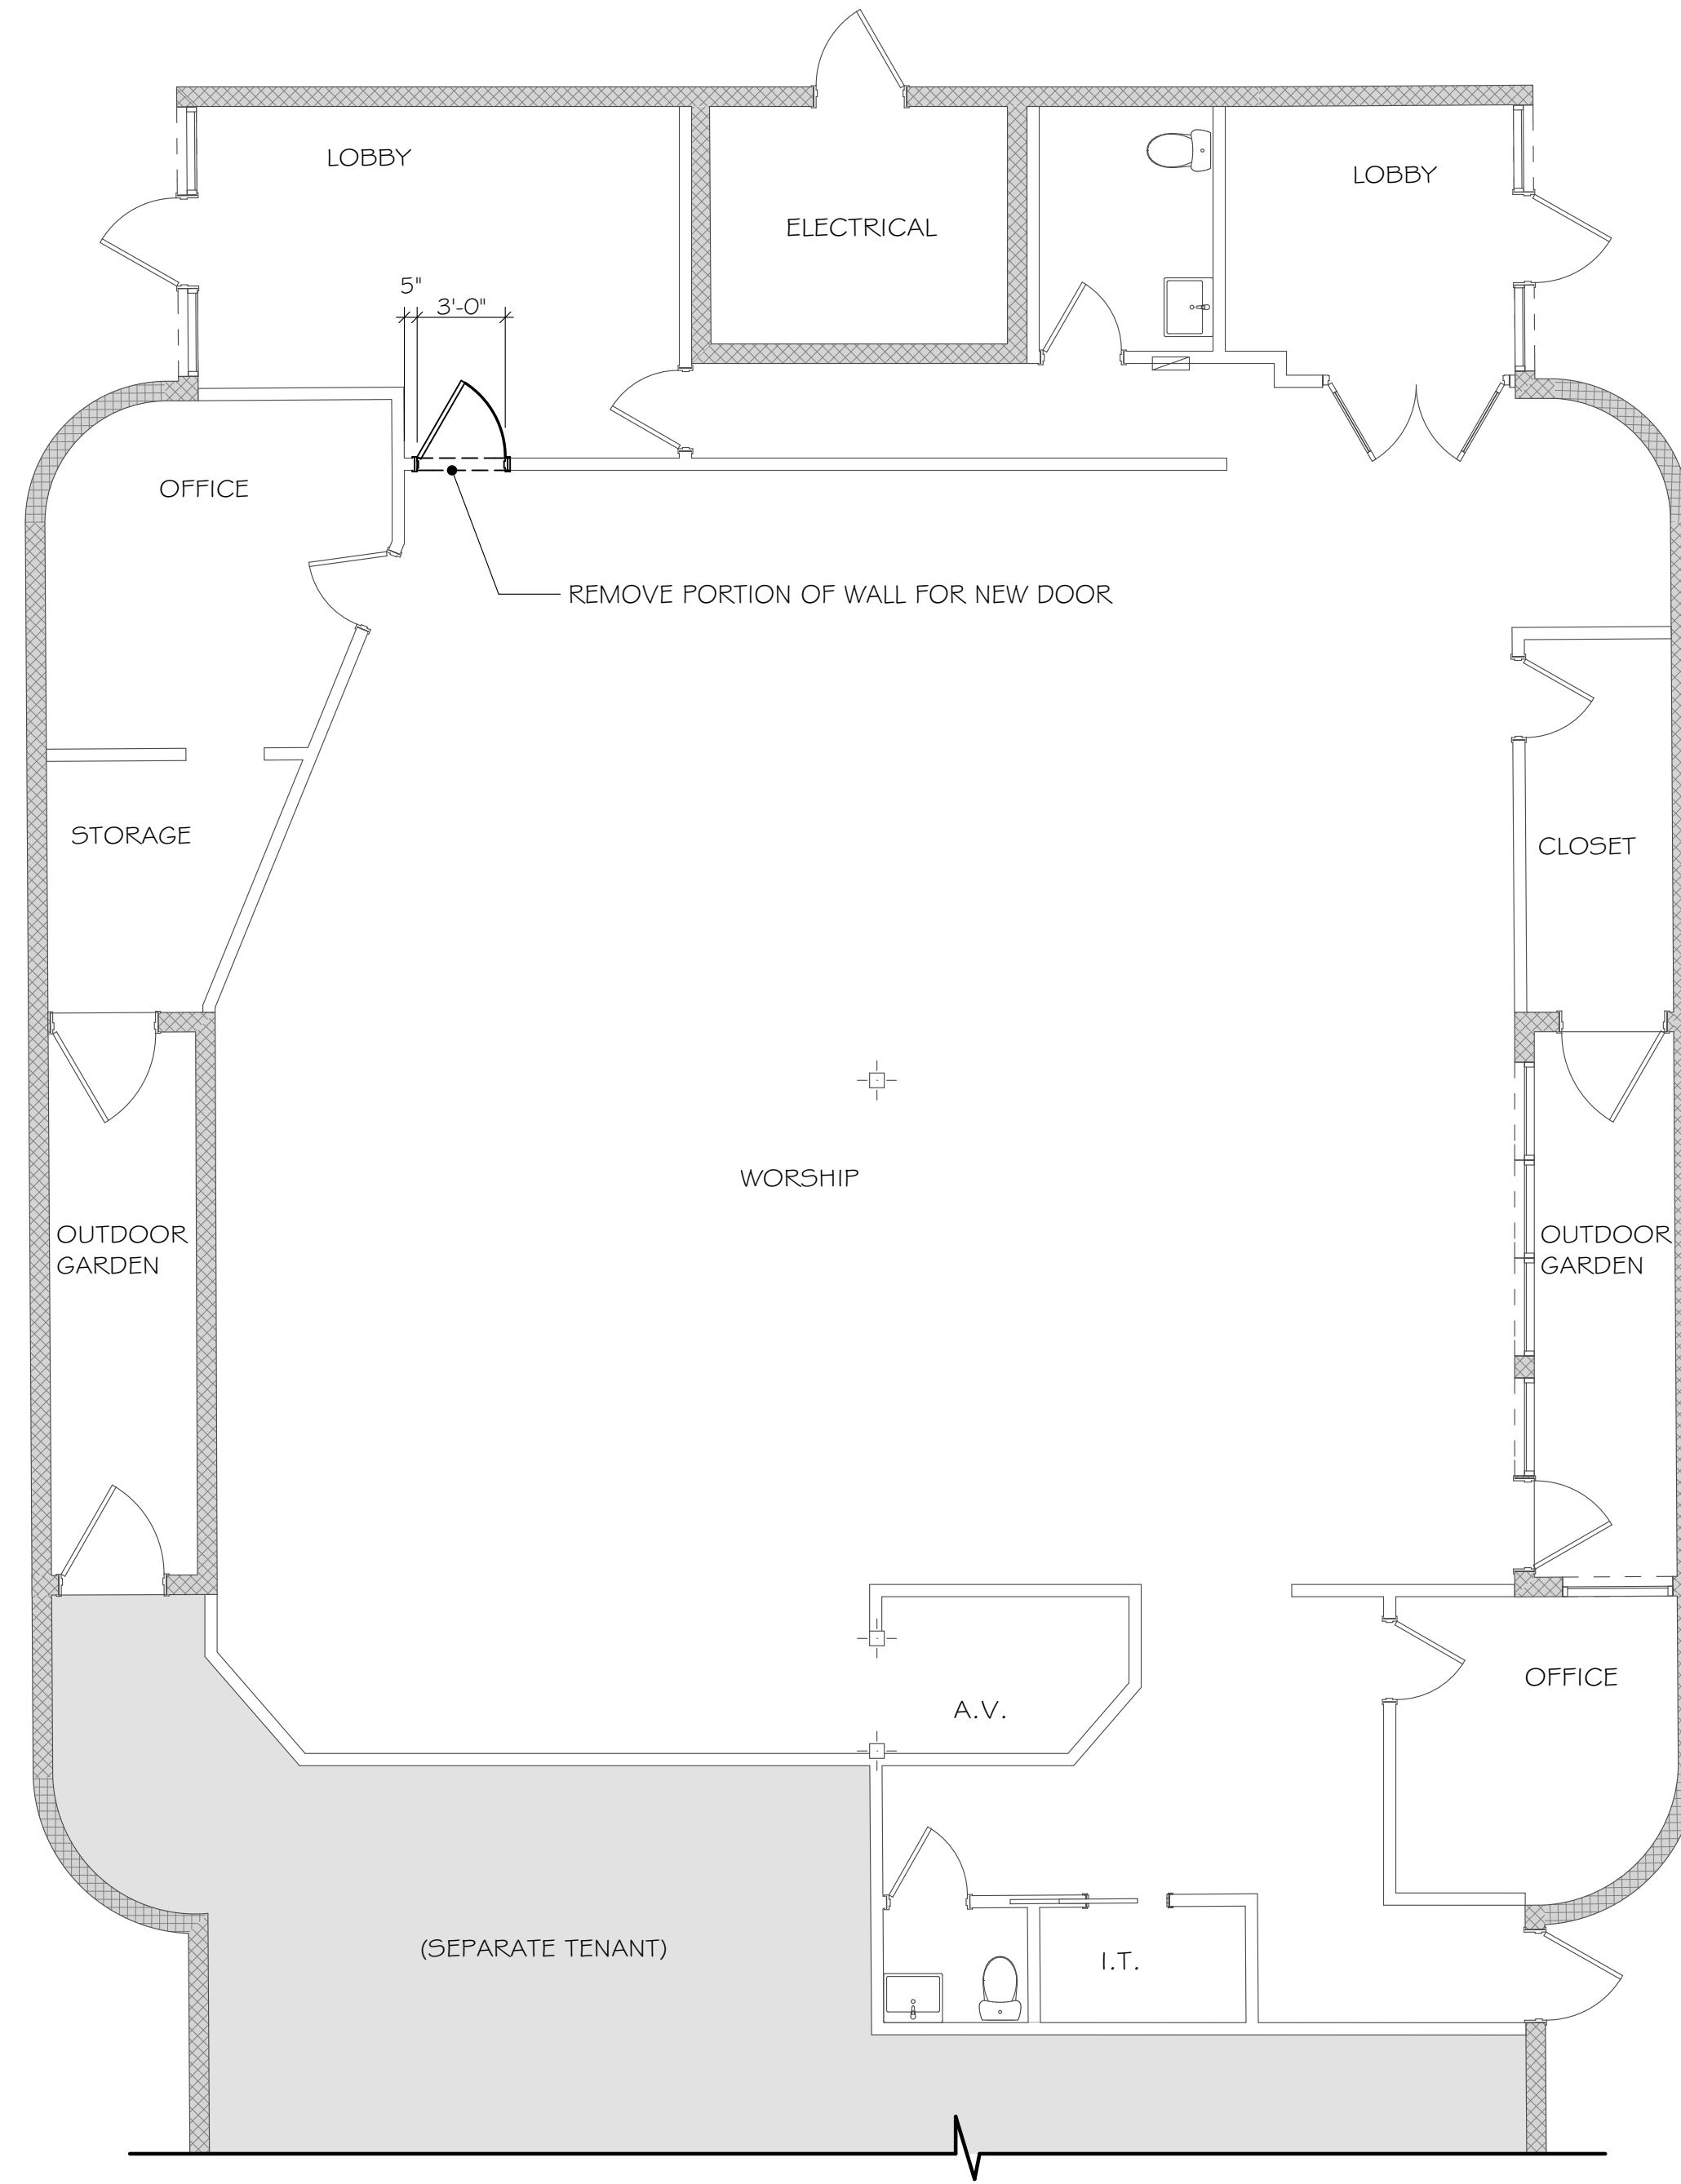 LOBBY
LOBBY
ELECTRICAL
5"
3'-0"
OFFICE
REMOVE PORTION OF WALL FOR NEW DOOR
STORAGE
CLOSET
WORSHIP
OUTDOOR
GARDEN
OUTDOOR
GARDEN
OFFICE
A.V.
(SEPARATE TENANT)
I.T.